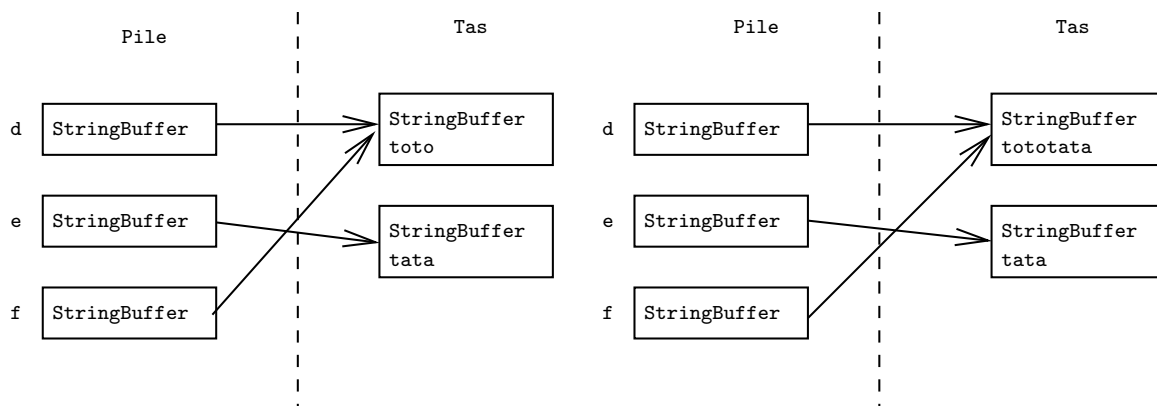 Pile
Tas
d
StringBuffer
StringBuffer
toto
e
StringBuffer
StringBuffer
tata
f
StringBuffer
Pile
Tas
d
StringBuffer
StringBuffer
tototata
e
StringBuffer
StringBuffer
tata
f
StringBuffer